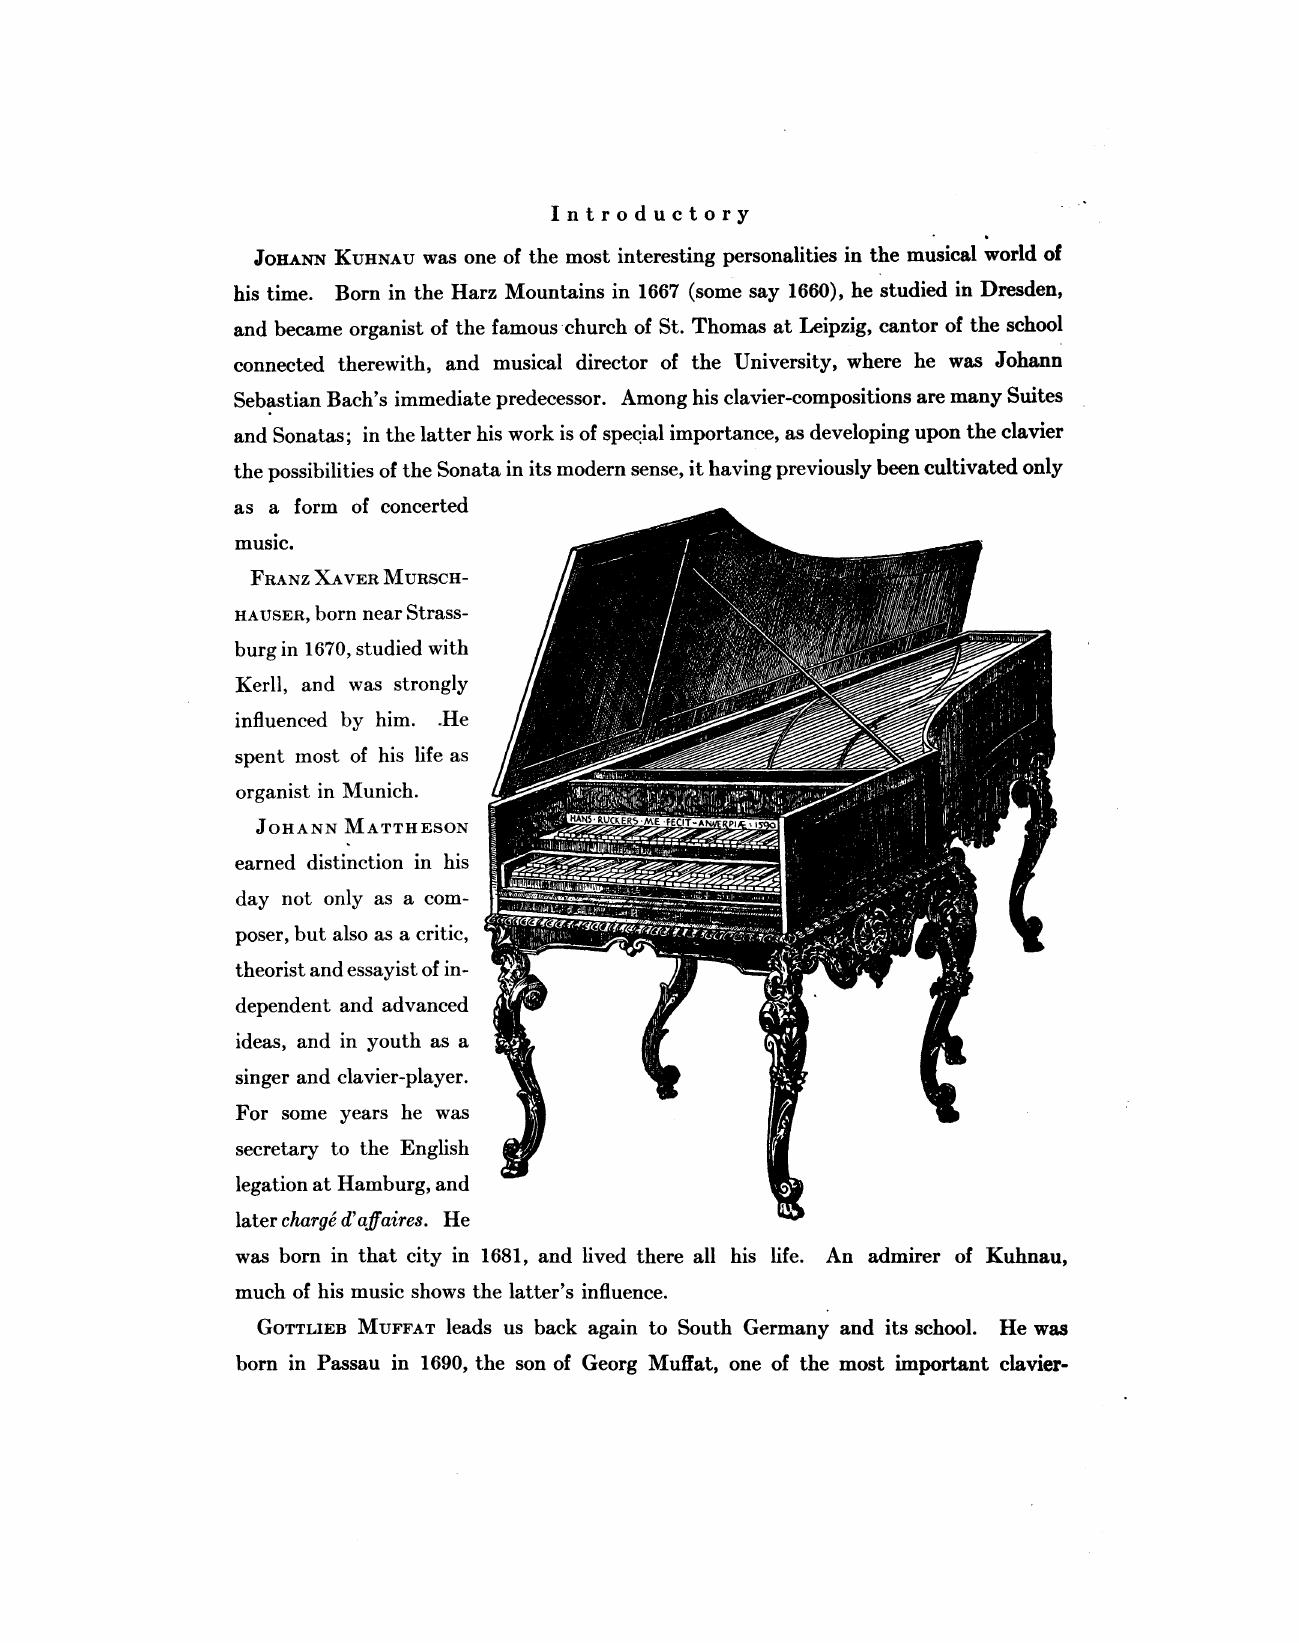 Introductory
JOHANN KUHNAU was one of the most interesting personalities in the musical world of
his time. Born in the Harz Mountains in 1667 (some say 1660), he studied in Dresden,
and became organist of the famous church of St. Thomas at Leipzig, cantor of the school
connected therewith, and musical director of the University, where he was Johann
Sebastian Bach's immediate predecessor. Among his clavier-compositions are many Suites
and Sonatas; in the latter his work is of special importance, as developing upon the clavier
the possibilities of the Sonata in its modern sense, it having previously been cultivated only
as a form of concerted
music.
FRANZ XAVER MURSCH-
HAUSER, born near Strass-
burg in 1670, studied with
Kerll, and was strongly
influenced by him. He
spent most of his life as
organist in Munich.
JOHANN MATTHESON
earned distinction in his
day not only as a com-
poser, but also as a critic,
theorist and essayist of in-
dependent and advanced
ideas, and in youth as a
singer and clavier-player.
For some years he was
secretary to the English
legation at Hamburg, and
later chargé d'affaires. He
HANS·RUCKERS·ME·FECIT-ANVERPIÆ·1590
was born in that city in 1681, and lived there all his life. An admirer of Kuhnau,
much of his music shows the latter's influence.
GOTTLIEB MUFFAT leads us back again to South Germany and its school. He was
born in Passau in 1690, the son of Georg Muffat, one of the most important clavier-